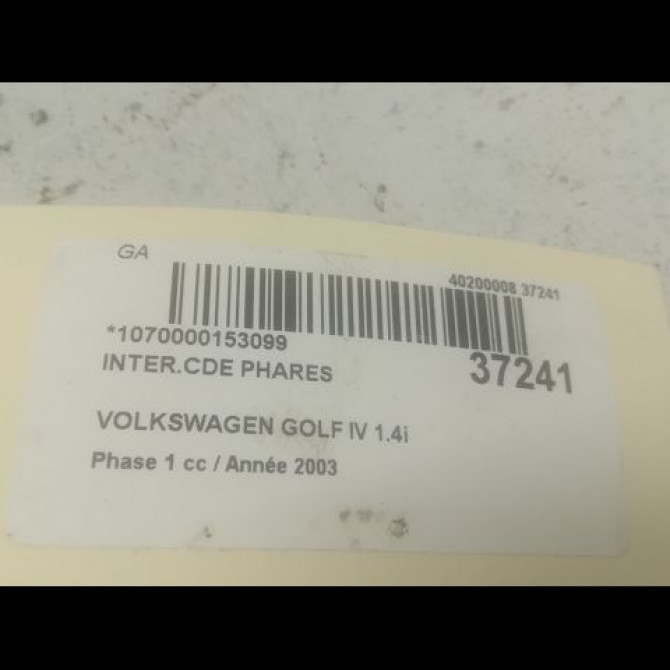 GA
40200008 37241
*1070000153099
37241
INTER.CDE PHARES
VOLKSWAGEN GOLF IV 1.4i
Phase 1 cc / Année 2003